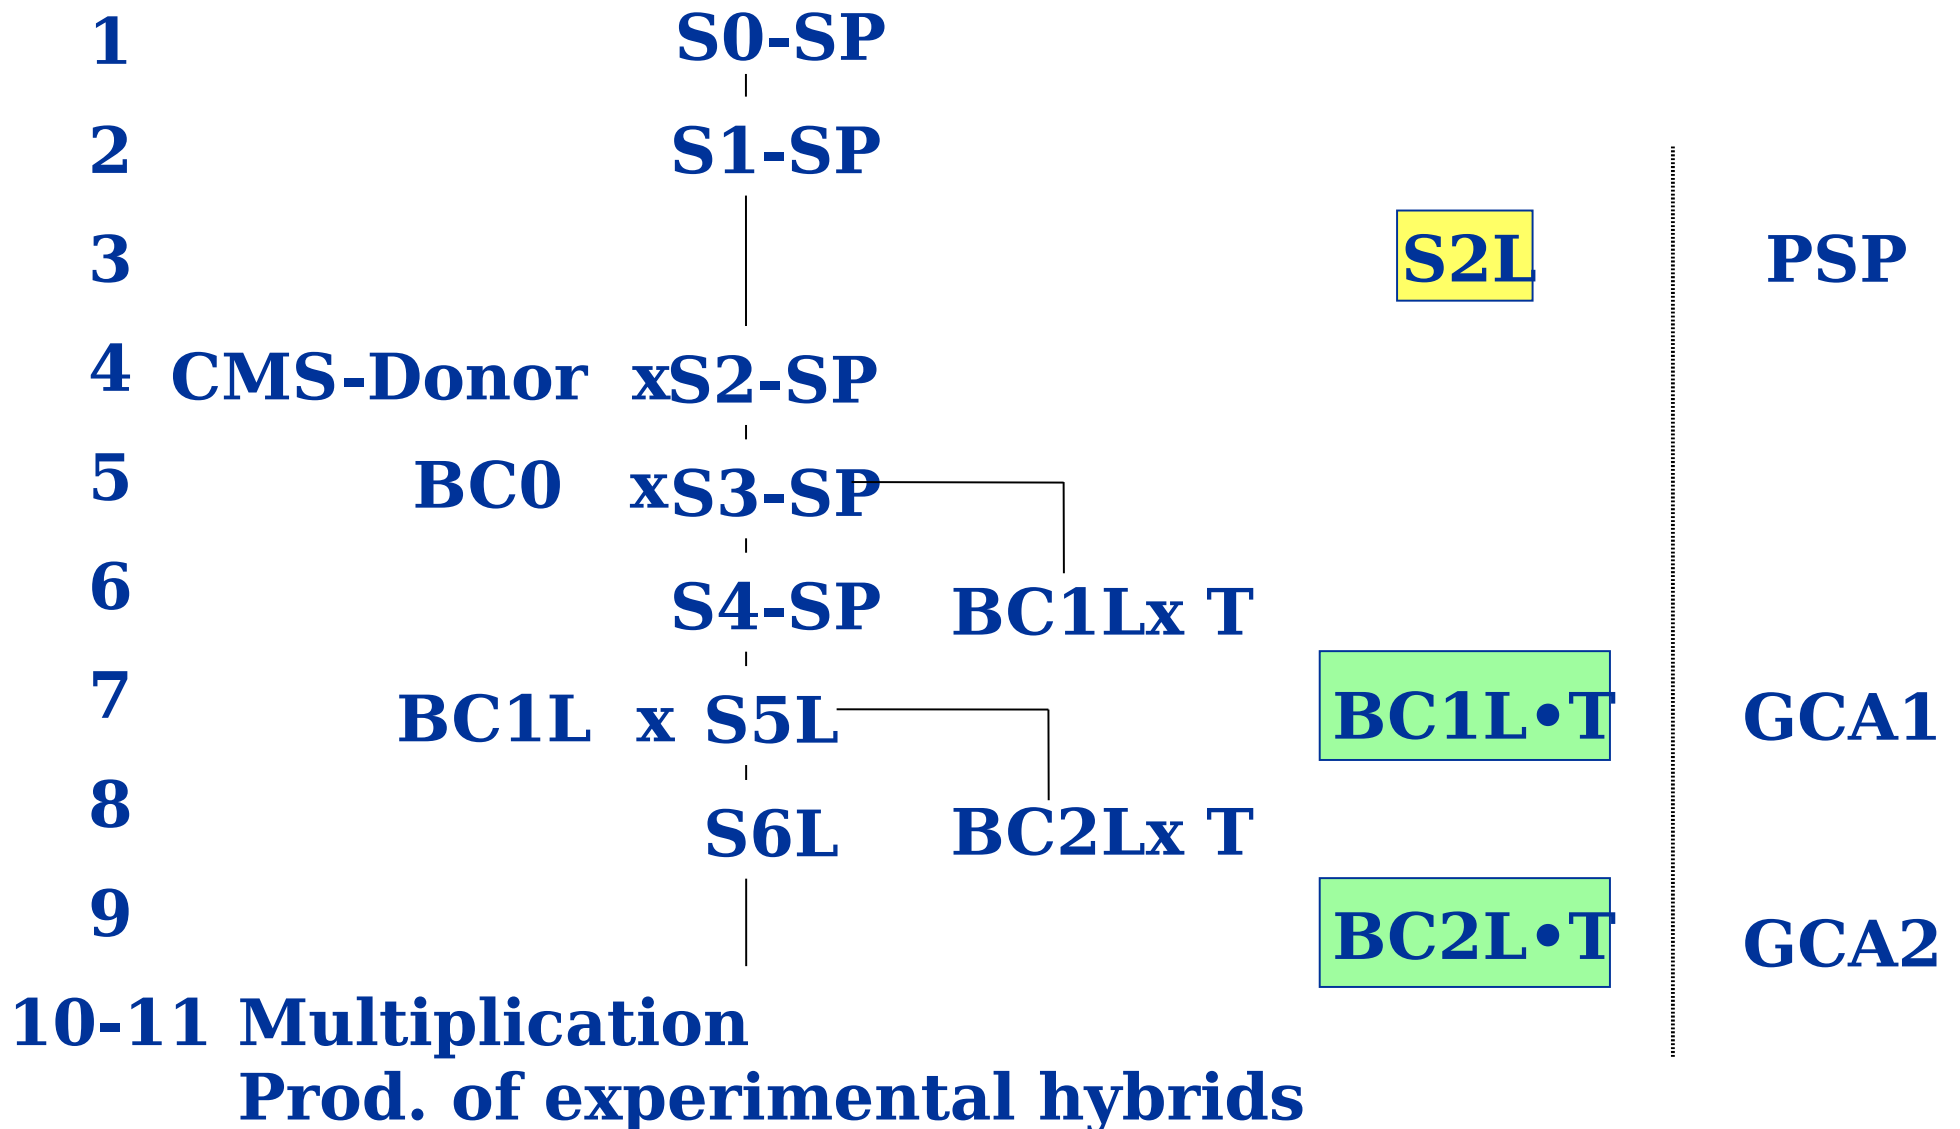 1 S0-SP
2 S1-SP
3 S2L PSP
4 CMS-Donor x S2-SP
5 BC0 x S3-SP
6 S4-SP BC1Lx T
7 BC1L x S5L BC1L•T GCA1
8 S6L BC2Lx T
9 BC2L•T GCA2
10-11 Multiplication
Prod. of experimental hybrids